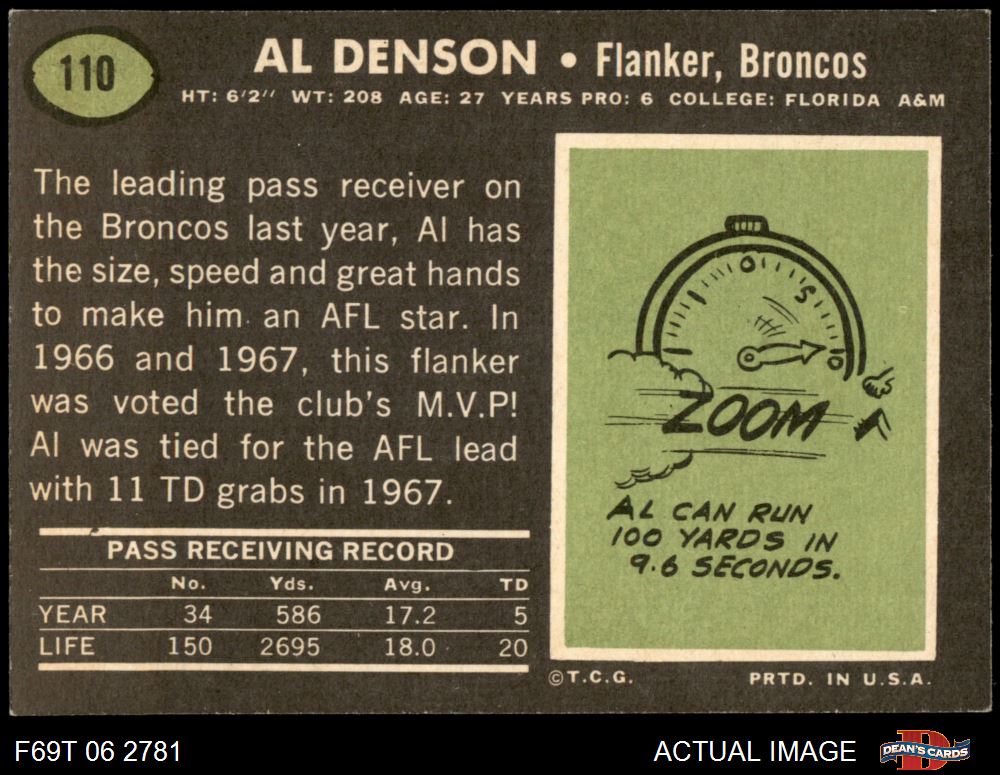 110
AL DENSON • Flanker, Broncos
HT: 6'2" WT: 208 AGE: 27 YEARS PRO: 6 COLLEGE: FLORIDA A&M
The leading pass receiver on
the Broncos last year, Al has
the size, speed and great hands
to make him an AFL star. In
1966 and 1967, this flanker
was voted the club's M.V.P!
Al was tied for the AFL lead
with 11 TD grabs in 1967.
PASS RECEIVING RECORD
No. Yds. Avg. TD
YEAR 34 586 17.2 5
LIFE 150 2695 18.0 20
0
5
10
ZOOM
AL CAN RUN
100 YARDS IN
9.6 SECONDS.
©T.C.G. PRTD. IN U.S.A.
F69T 06 2781 ACTUAL IMAGE D DEAN'S CARDS